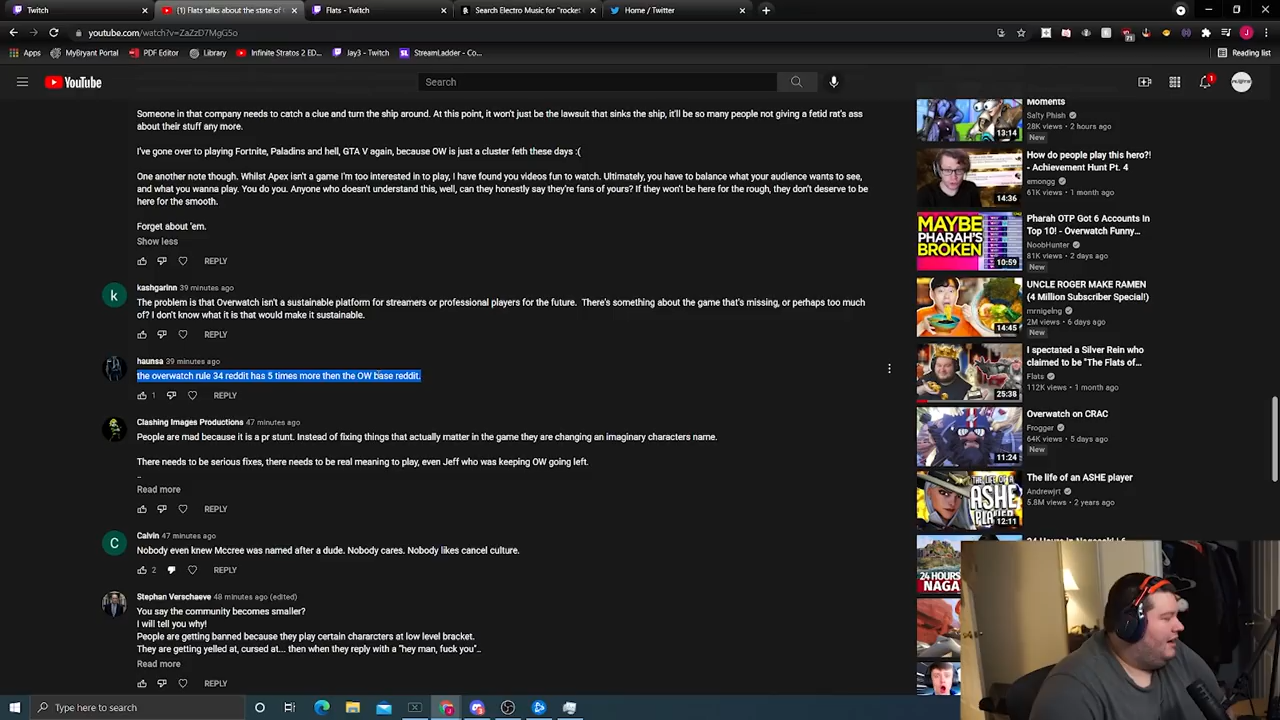 Twitch
(1) Flats talks about the state of
Flats - Twitch
Search Electro Music for "rocket
Home / Twitter
youtube.com/watch?v=ZaZzD7MgG5o
Apps
MyBryant Portal
PDF Editor
Library
Infinite Stratos 2 ED...
Jay3 - Twitch
StreamLadder - Co...
Reading list
YouTube
Search
Someone in that company needs to catch a clue and turn the ship around. At this point, it won't just be the lawsuit that sinks the ship, it'll be so many people not giving a fetid rat's ass
about their stuff any more.
I've gone over to playing Fortnite
hell, GTA V again, because OW is just a cluster feth these days :(
One another note though. Whilst
game I'm too interested in to play, I have found you videos fun to watch. Ultimately, you have to balance what your audience wants to see,
and what you wanna play. You do you. Anyone who doesn't understand this, well, can they honestly say they're fans of yours? If they won't be here for the rough, they don't deserve to be
here for the smooth.
Forget about 'em.
Show less
REPLY
kashgarinn 39 minutes ago
The problem is that Overwatch isn't a sustainable platform for streamers or professional players for the future. There's something about the game that's missing, or perhaps too much
of? I don't know what it is that would make it sustainable.
REPLY
haunsa 39 minutes ago
the overwatch rule 34 reddit has 5 times more then the OW base reddit.
1 REPLY
Clashing Images Productions 47 minutes ago
People are mad because it is a pr stunt. Instead of fixing things that actually matter in the game they are changing an imaginary characters name.
There needs to be serious fixes, there needs to be real meaning to play, even Jeff who was keeping OW going left.
..
Read more
REPLY
Calvin 47 minutes ago
Nobody even knew Mccree was named after a dude. Nobody cares. Nobody likes cancel culture.
2 REPLY
Stephan Verschaeve 48 minutes ago (edited)
You say the community becomes smaller?
I will tell you why!
People are getting banned because they play certain chararcters at low level bracket.
They are getting yelled at, cursed at... then when they reply with a "hey man, fuck you"..
Read more
REPLY
Moments
Salty Phish
28K views • 2 hours ago
New
13:14
How do people play this hero?!
- Achievement Hunt Pt. 4
emongg
61K views • 1 month ago
14:36
Pharah OTP Got 6 Accounts In
Top 10! - Overwatch Funny...
NoobHunter
81K views • 2 days ago
New
MAYBE
PHARAH'S
BROKEN
10:59
UNCLE ROGER MAKE RAMEN
(4 Million Subscriber Special!)
mrnigelng
2M views • 6 days ago
New
14:45
I spectated a Silver Rein who
claimed to be "The Flats of...
Flats
112K views • 1 month ago
25:38
Overwatch on CRAC
Frogger
64K views • 5 days ago
New
11:24
The life of an ASHE player
Andrewjrt
5.8M views • 2 years ago
THE LIFE OF A
ASHE
PLAYER
12:11
24 HOURS
NAGA
Type here to search